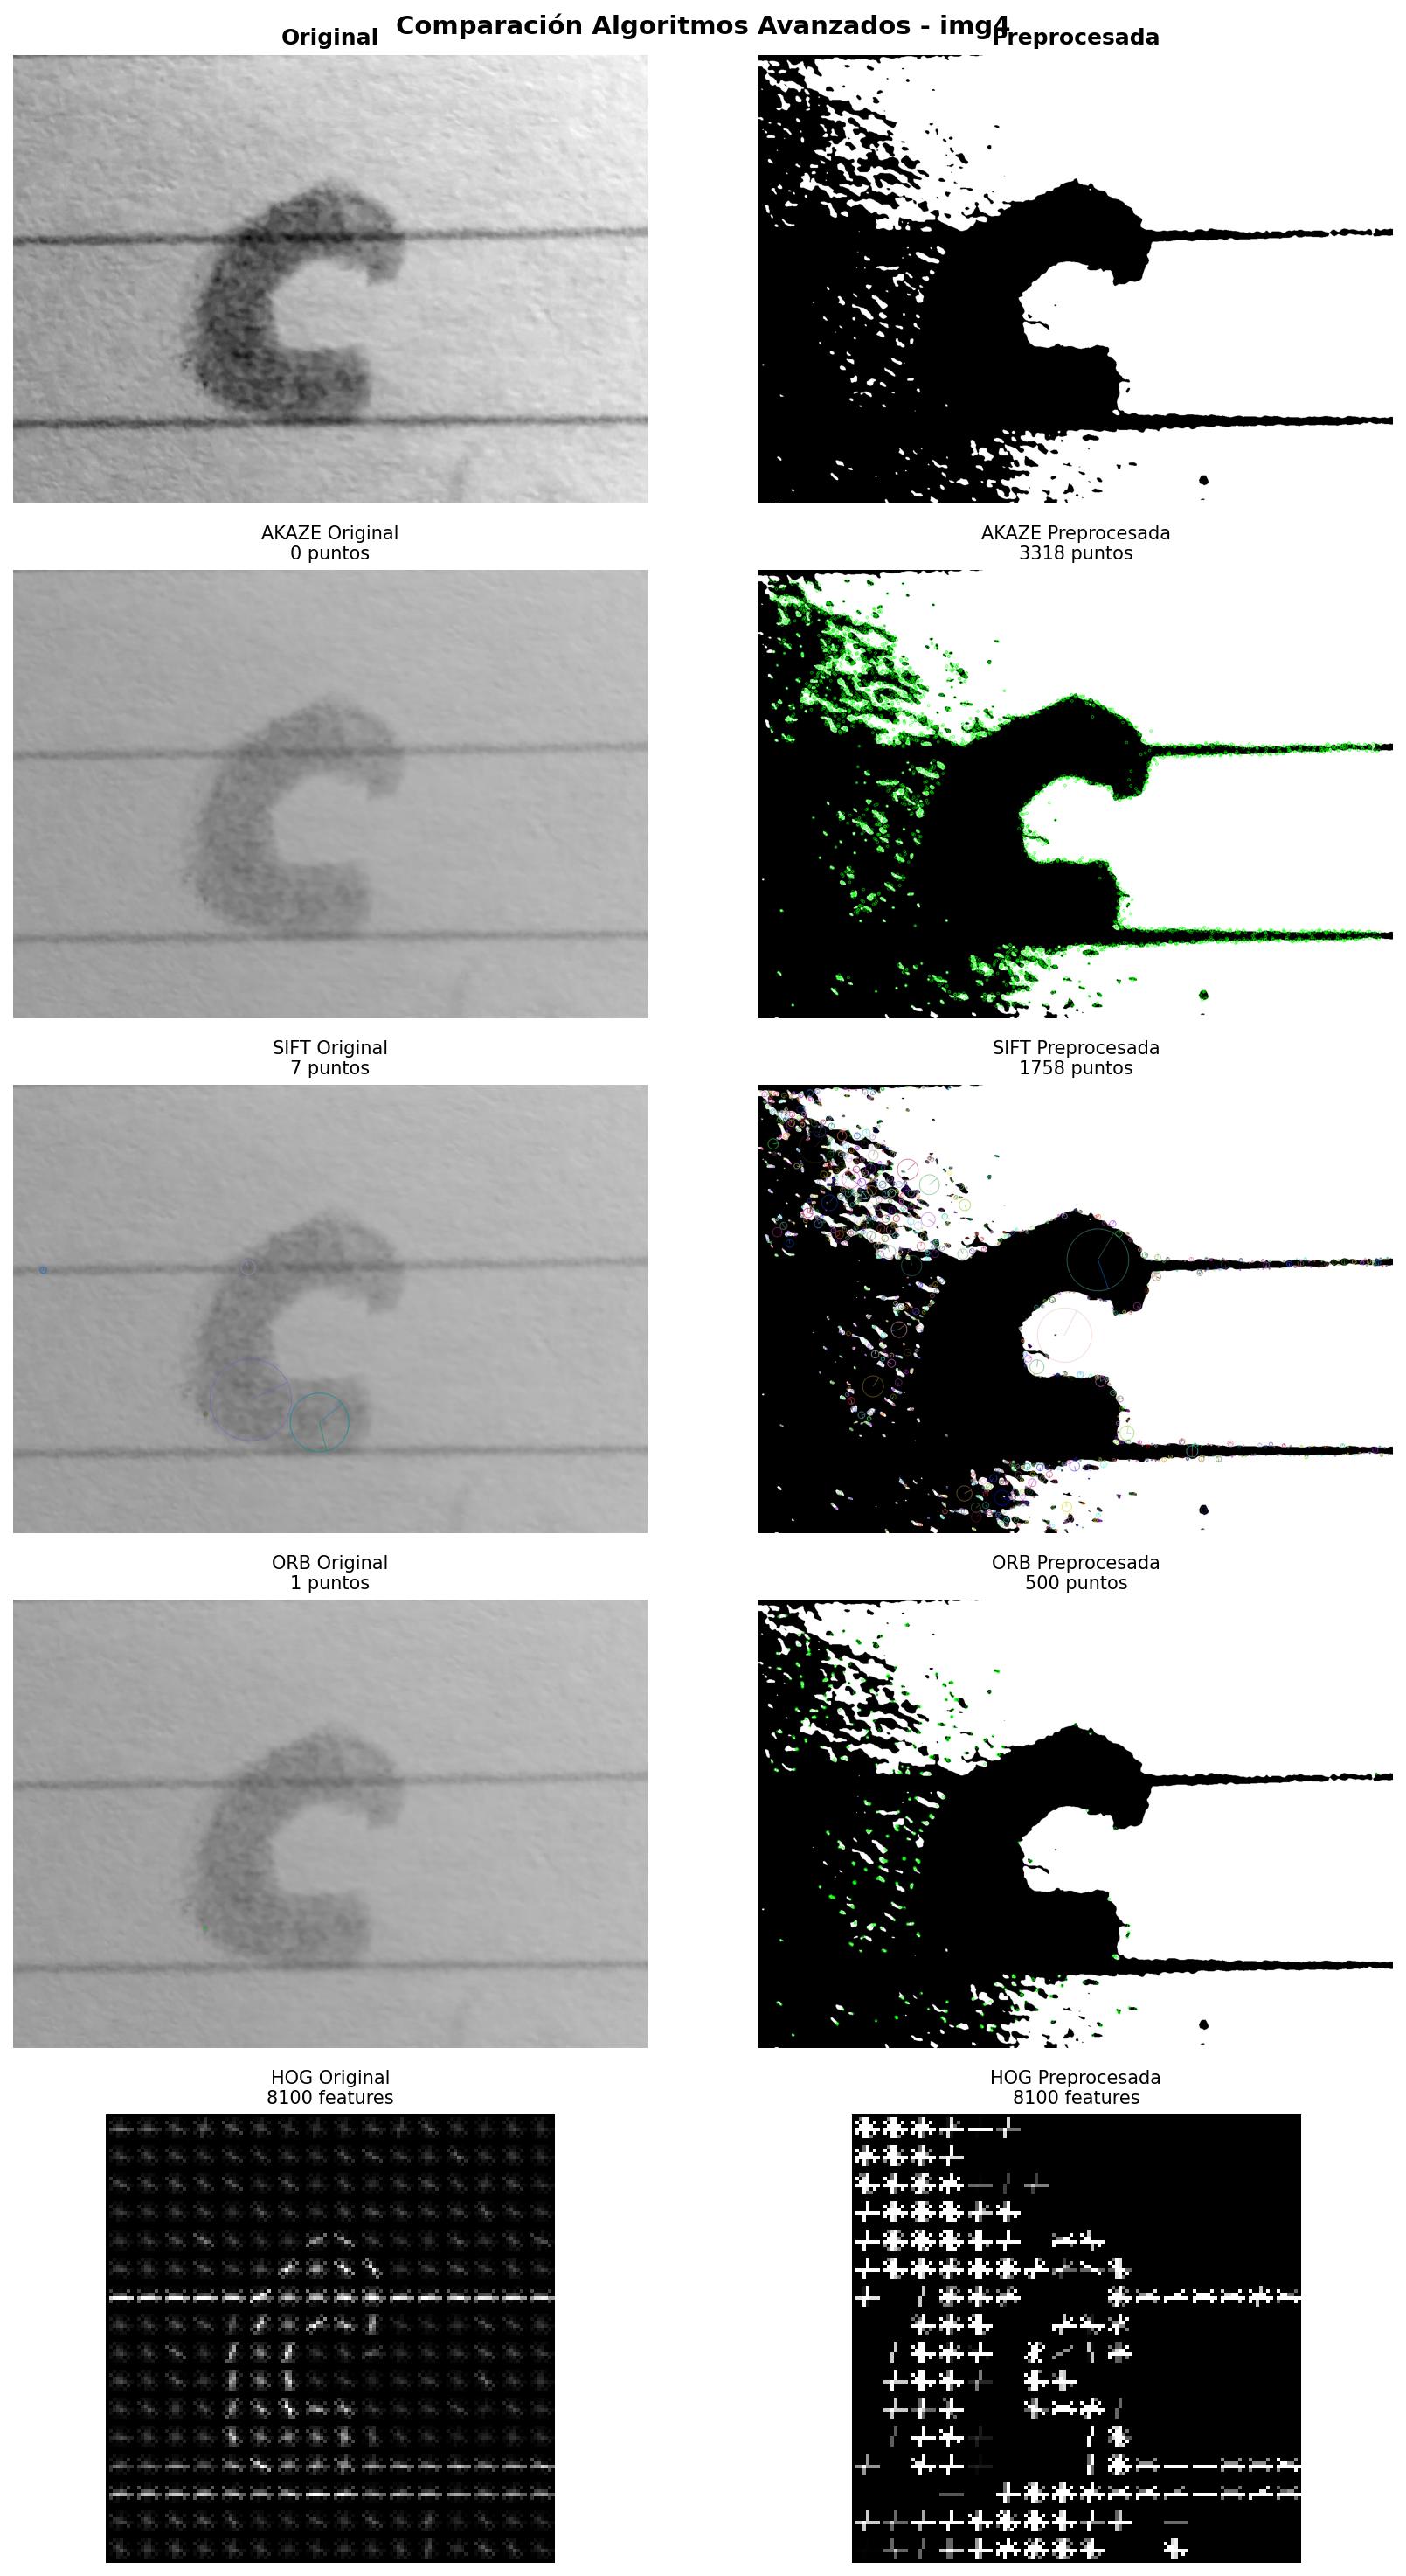 Comparación Algoritmos Avanzados - img4
Original
Preprocesada
C
AKAZE Original
0 puntos
AKAZE Preprocesada
3318 puntos
SIFT Original
7 puntos
SIFT Preprocesada
1758 puntos
ORB Original
1 puntos
ORB Preprocesada
500 puntos
HOG Original
8100 features
HOG Preprocesada
8100 features